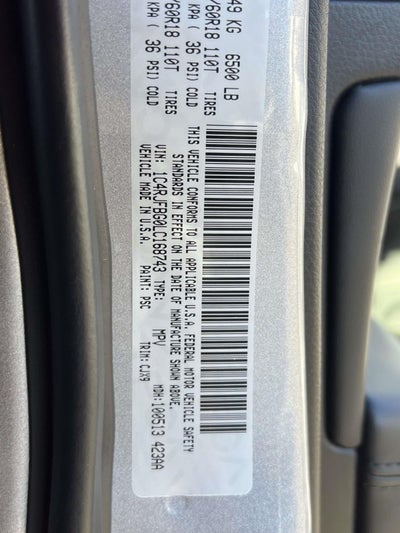 49 KG    6500 LB
/60R18 110T    TIRES
KPA ( 36 PSI) COLD
/60R18 110T    TIRES
KPA ( 36 PSI) COLD
THIS VEHICLE CONFORMS TO ALL APPLICABLE U.S.A. FEDERAL MOTOR VEHICLE SAFETY
STANDARDS IN EFFECT ON THE DATE OF MANUFACTURE SHOWN ABOVE.
VIN: 1C4RJFBG0LC168743 TYPE: MPV    MDH:100513 423AA
VEHICLE MADE IN U.S.A.    PAINT: PSC    TRIM: CJX9